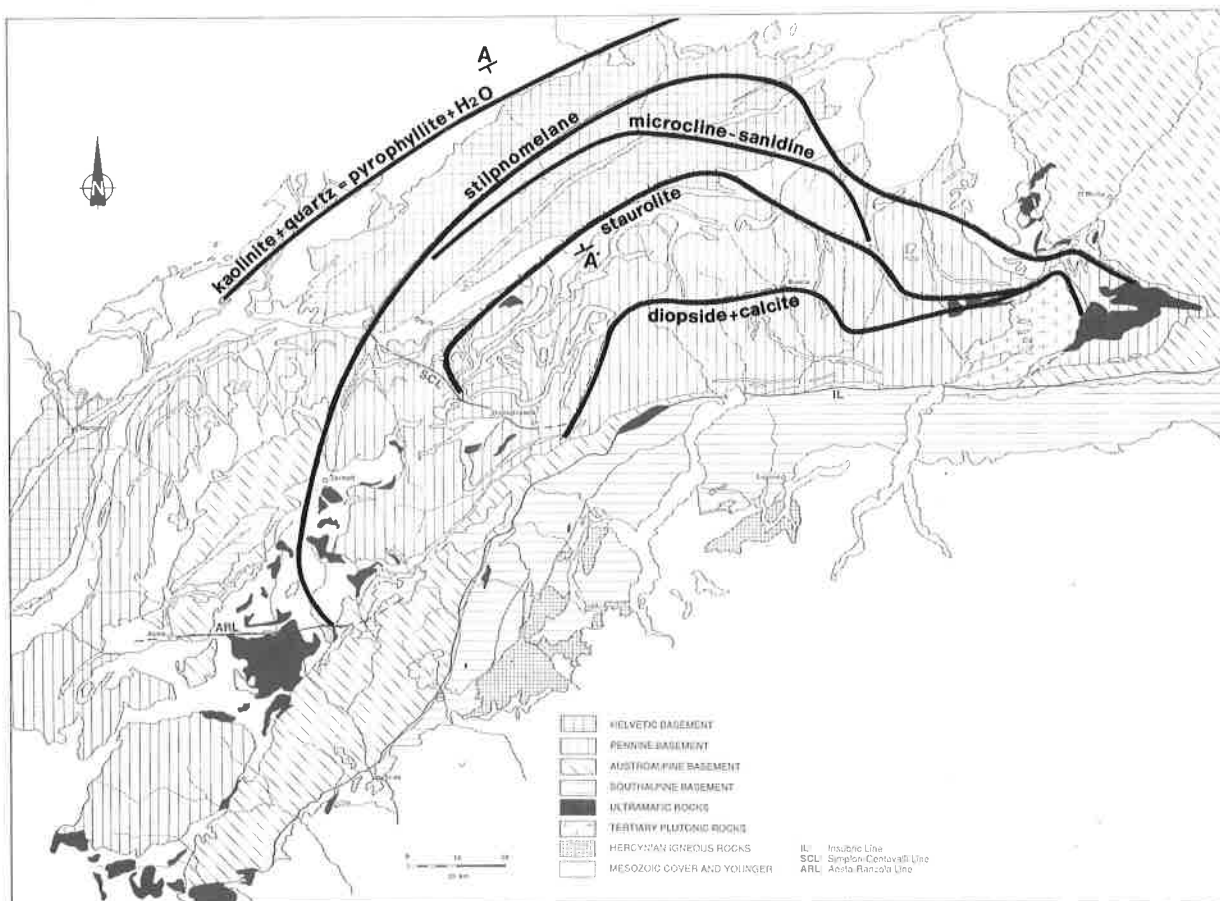 A
kaolinite+quartz = pyrophyllite+H₂O
stilpnomelane
microcline-sanidine
staurolite
A'
diopside+calcite
N
SCL
IL
ARL
HELVETIC BASEMENT
PENNINE BASEMENT
AUSTROALPINE BASEMENT
SOUTHALPINE BASEMENT
ULTRAMAFIC ROCKS
TERTIARY PLUTONIC ROCKS
HERCYNIAN IGNEOUS ROCKS
MESOZOIC COVER AND YOUNGER
IL Insubric Line
SCL Simplon-Centovalli Line
ARL Aosta-Ranzola Line